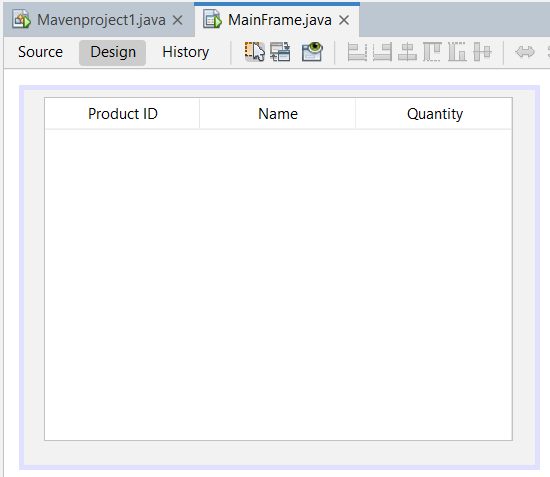 Mavenproject1.java MainFrame.java
Source Design History
Product ID Name Quantity